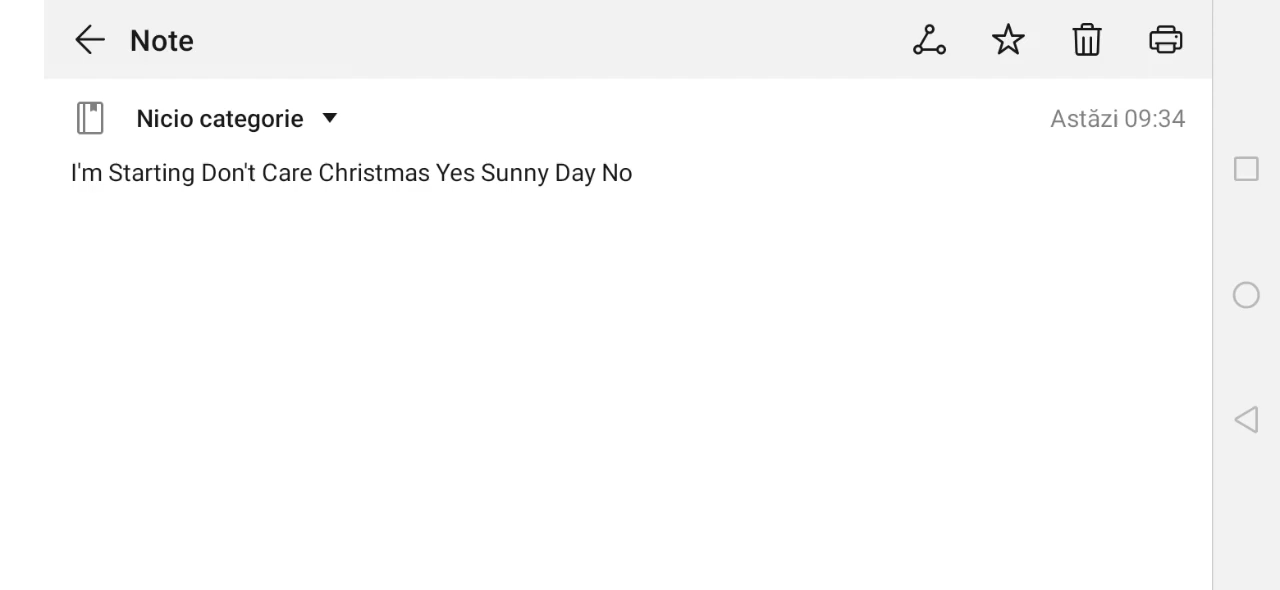 Note
Nicio categorie
Astăzi 09:34
I'm Starting Don't Care Christmas Yes Sunny Day No